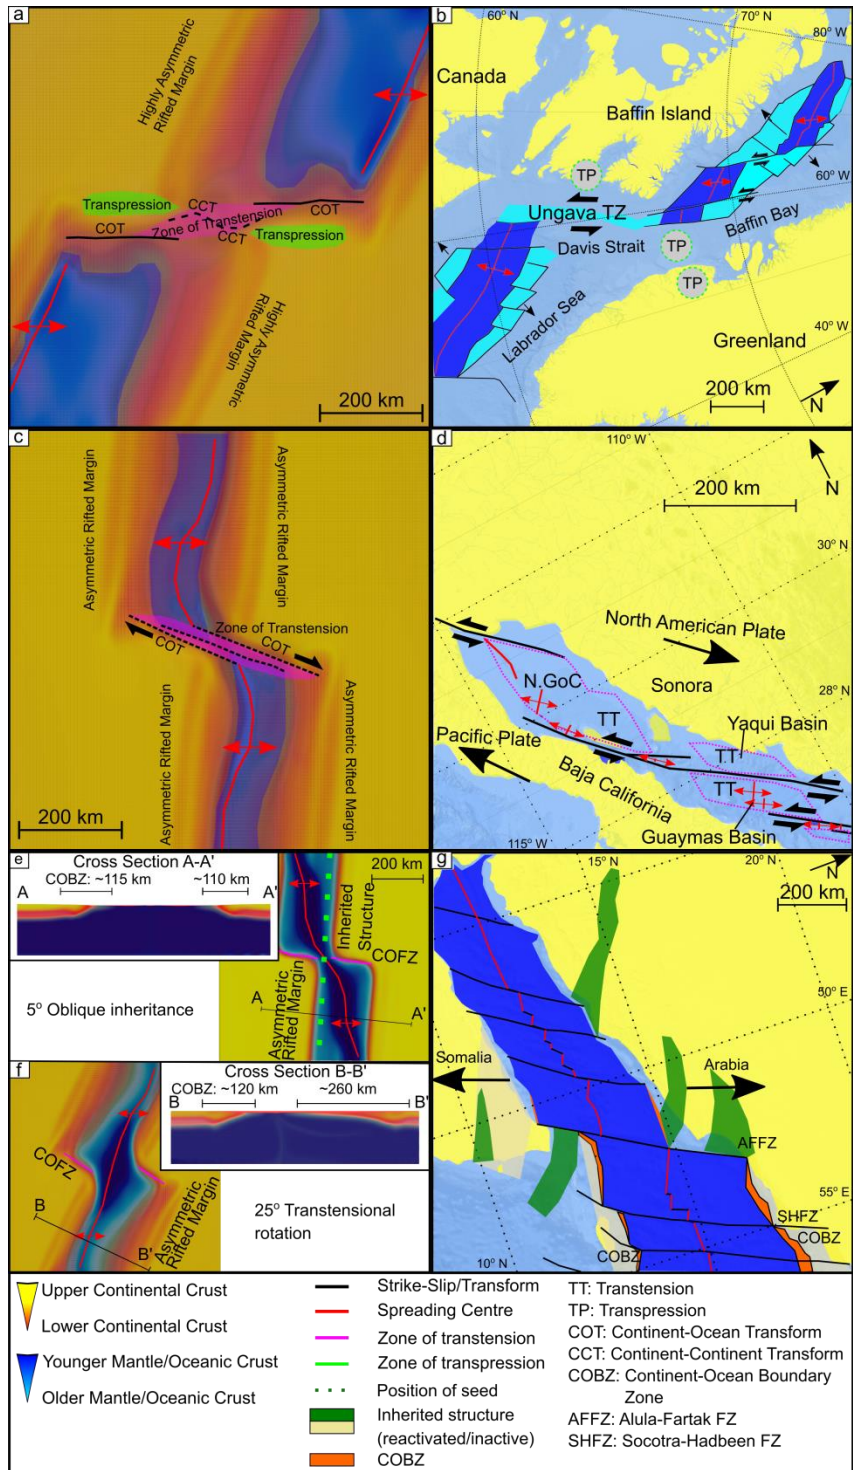 a
Highly Asymmetric
Rifted Margin
Transpression
CCT
COT
Zone of Transtension
COT
CCT
Transpression
Highly Asymmetric
Rifted Margin
200 km
b
60° N
70° N
80° W
Canada
Baffin Island
TP
60° W
Ungava TZ
Baffin Bay
Davis Strait
TP
TP
Labrador Sea
40° W
Greenland
200 km
N
c
Asymmetric Rifted Margin
Asymmetric Rifted Margin
Zone of Transtension
COT
COT
Asymmetric Rifted Margin
Asymmetric Rifted Margin
200 km
d
110° W
N
200 km
30° N
North American Plate
N.GoC
Sonora
28° N
TT
Yaqui Basin
Pacific Plate
TT
Baja California
TT
Guaymas Basin
115° W
e
Cross Section A-A'
COBZ: ~115 km
~110 km
A
A'
200 km
Inherited
Structure
COFZ
5° Oblique inheritance
Asymmetric
Rifted Margin
A
A'
f
Cross Section B-B'
COBZ: ~120 km
~260 km
B
B'
COFZ
Asymmetric
Rifted Margin
B
B'
25° Transtensional
rotation
g
15° N
20° N
N
200 km
50° E
Somalia
Arabia
AFFZ
55° E
SHFZ
COBZ
COBZ
10° N
Upper Continental Crust
Lower Continental Crust
Younger Mantle/Oceanic Crust
Older Mantle/Oceanic Crust
Strike-Slip/Transform
Spreading Centre
Zone of transtension
Zone of transpression
Position of seed
Inherited structure
(reactivated/inactive)
COBZ
TT: Transtension
TP: Transpression
COT: Continent-Ocean Transform
CCT: Continent-Continent Transform
COBZ: Continent-Ocean Boundary
Zone
AFFZ: Alula-Fartak FZ
SHFZ: Socotra-Hadbeen FZ